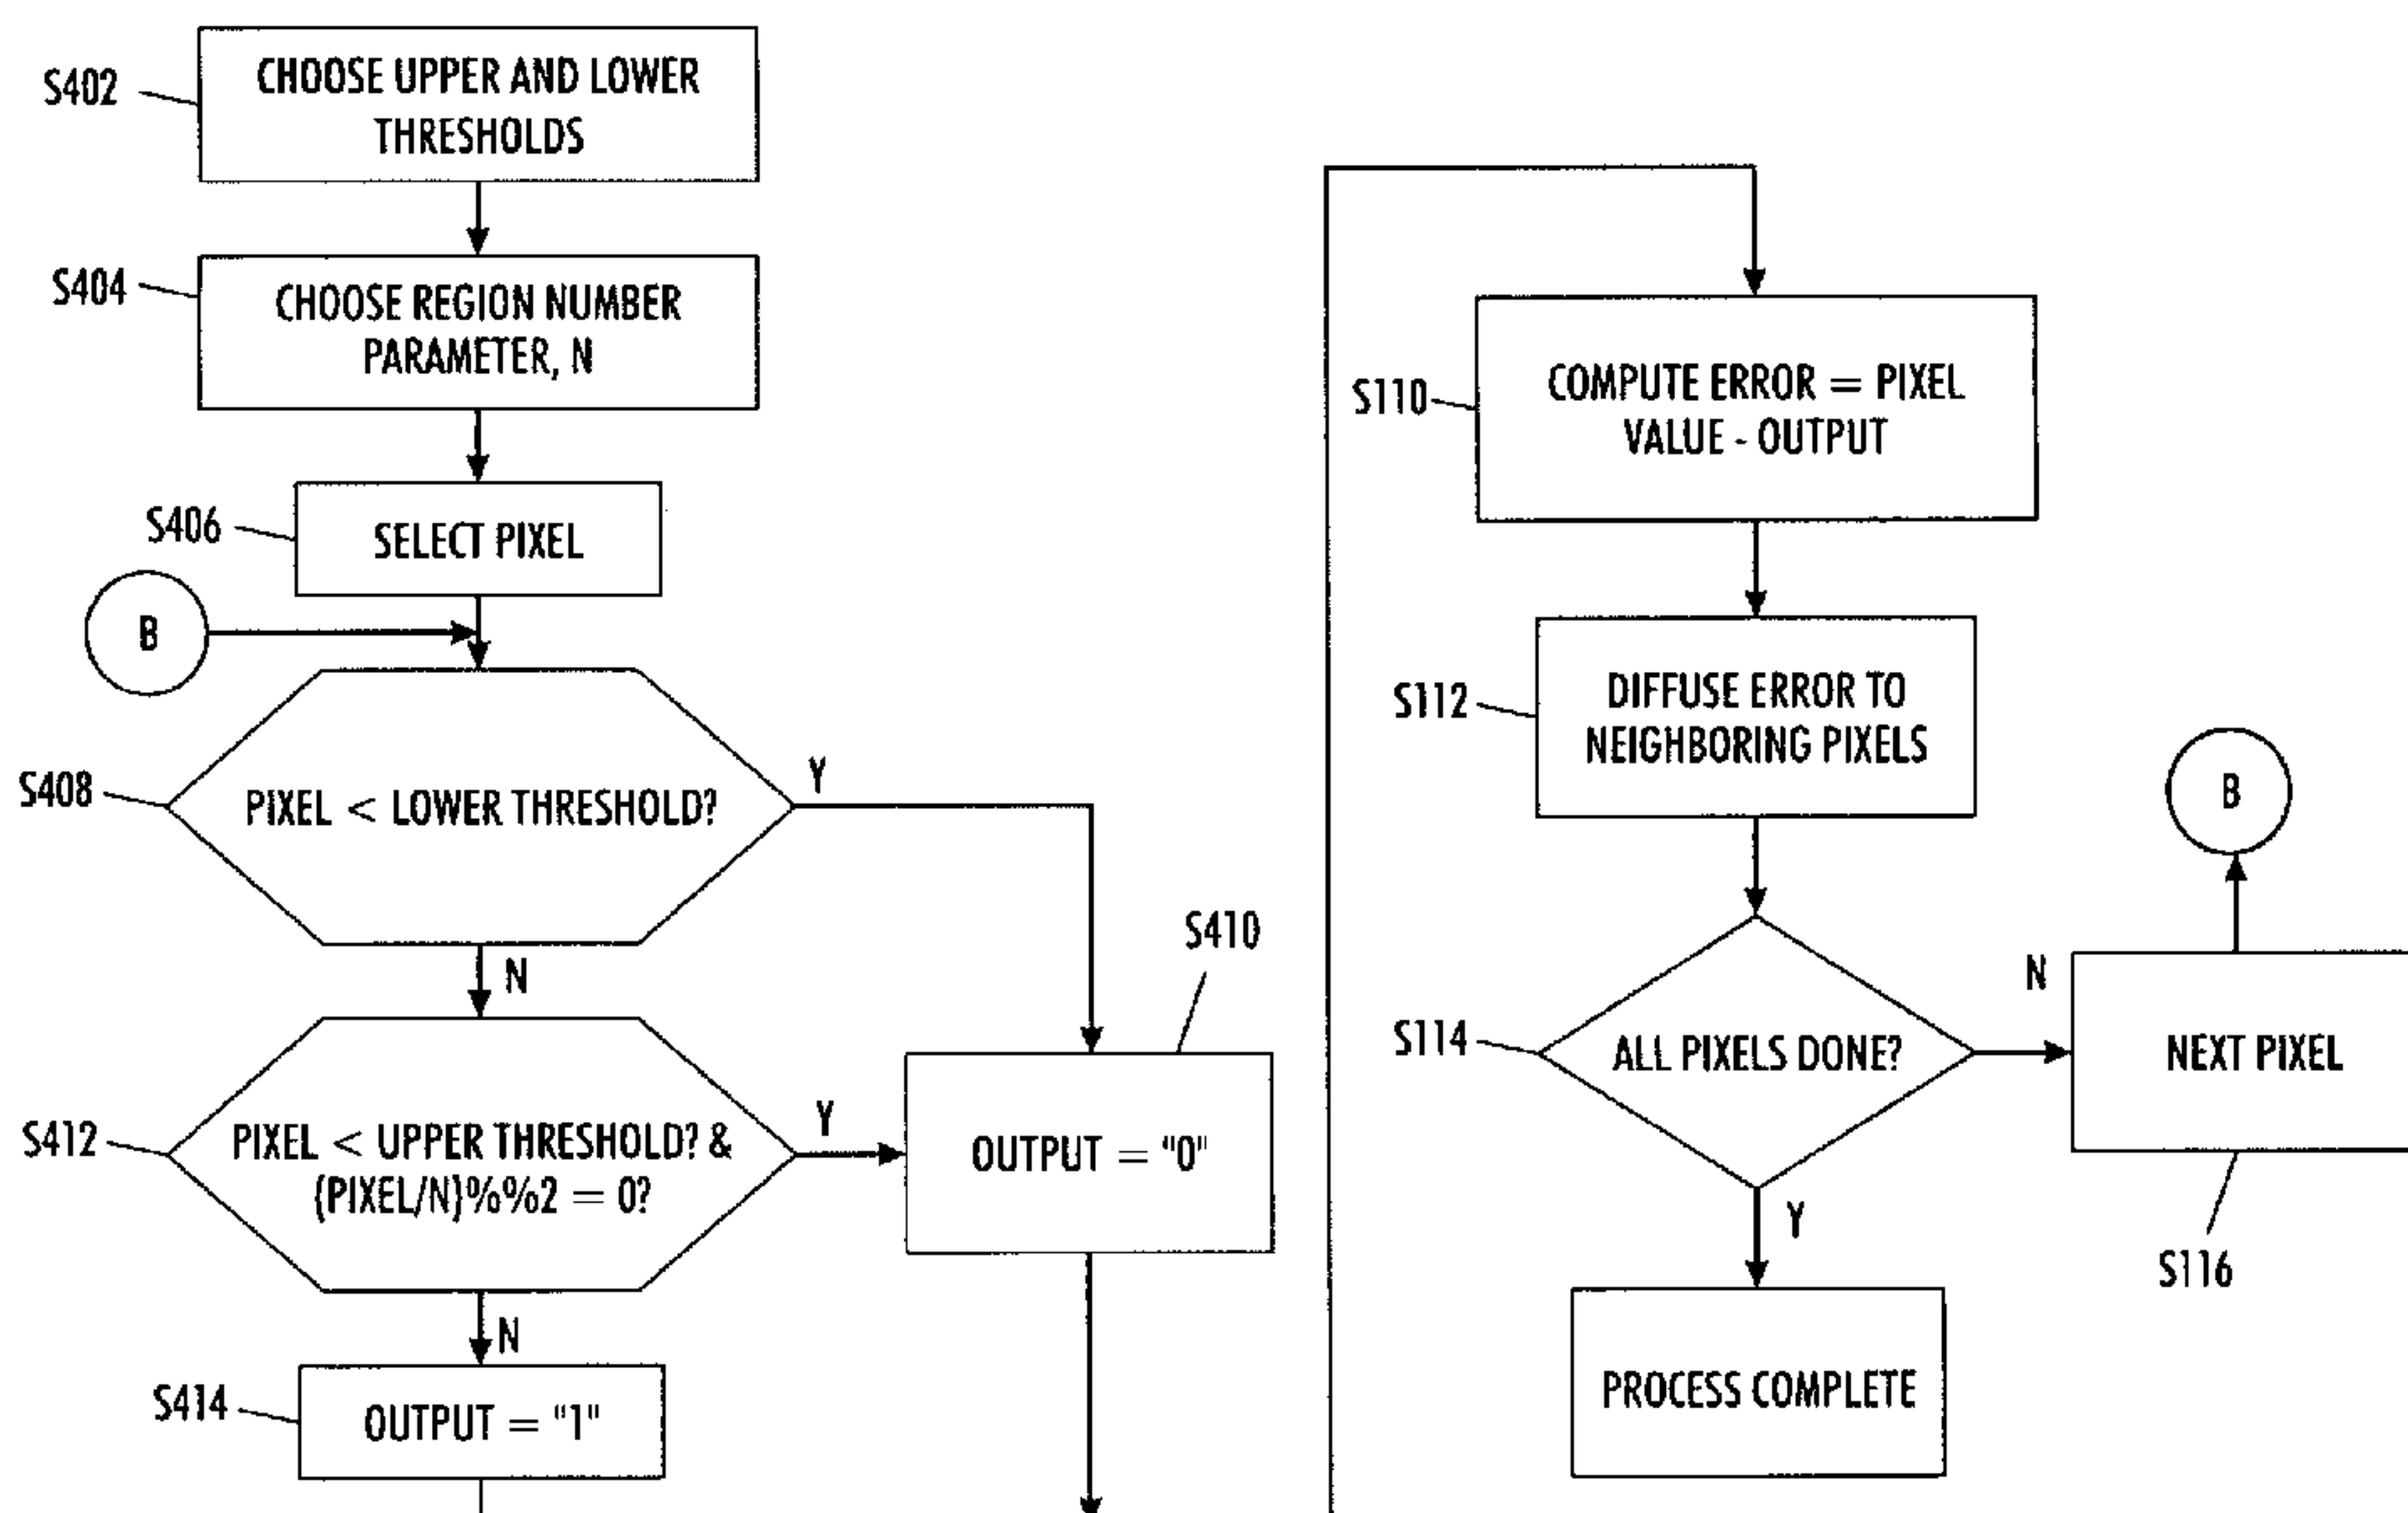 S402
CHOOSE UPPER AND LOWER
THRESHOLDS
S404
CHOOSE REGION NUMBER
PARAMETER, N
S406
SELECT PIXEL
B
S408
PIXEL < LOWER THRESHOLD?
Y
N
S410
S412
PIXEL < UPPER THRESHOLD? &
(PIXEL/N)%%2 = 0?
Y
OUTPUT = "0"
N
S414
OUTPUT = "1"
S110
COMPUTE ERROR = PIXEL
VALUE - OUTPUT
S112
DIFFUSE ERROR TO
NEIGHBORING PIXELS
B
S114
ALL PIXELS DONE?
N
NEXT PIXEL
Y
S116
PROCESS COMPLETE